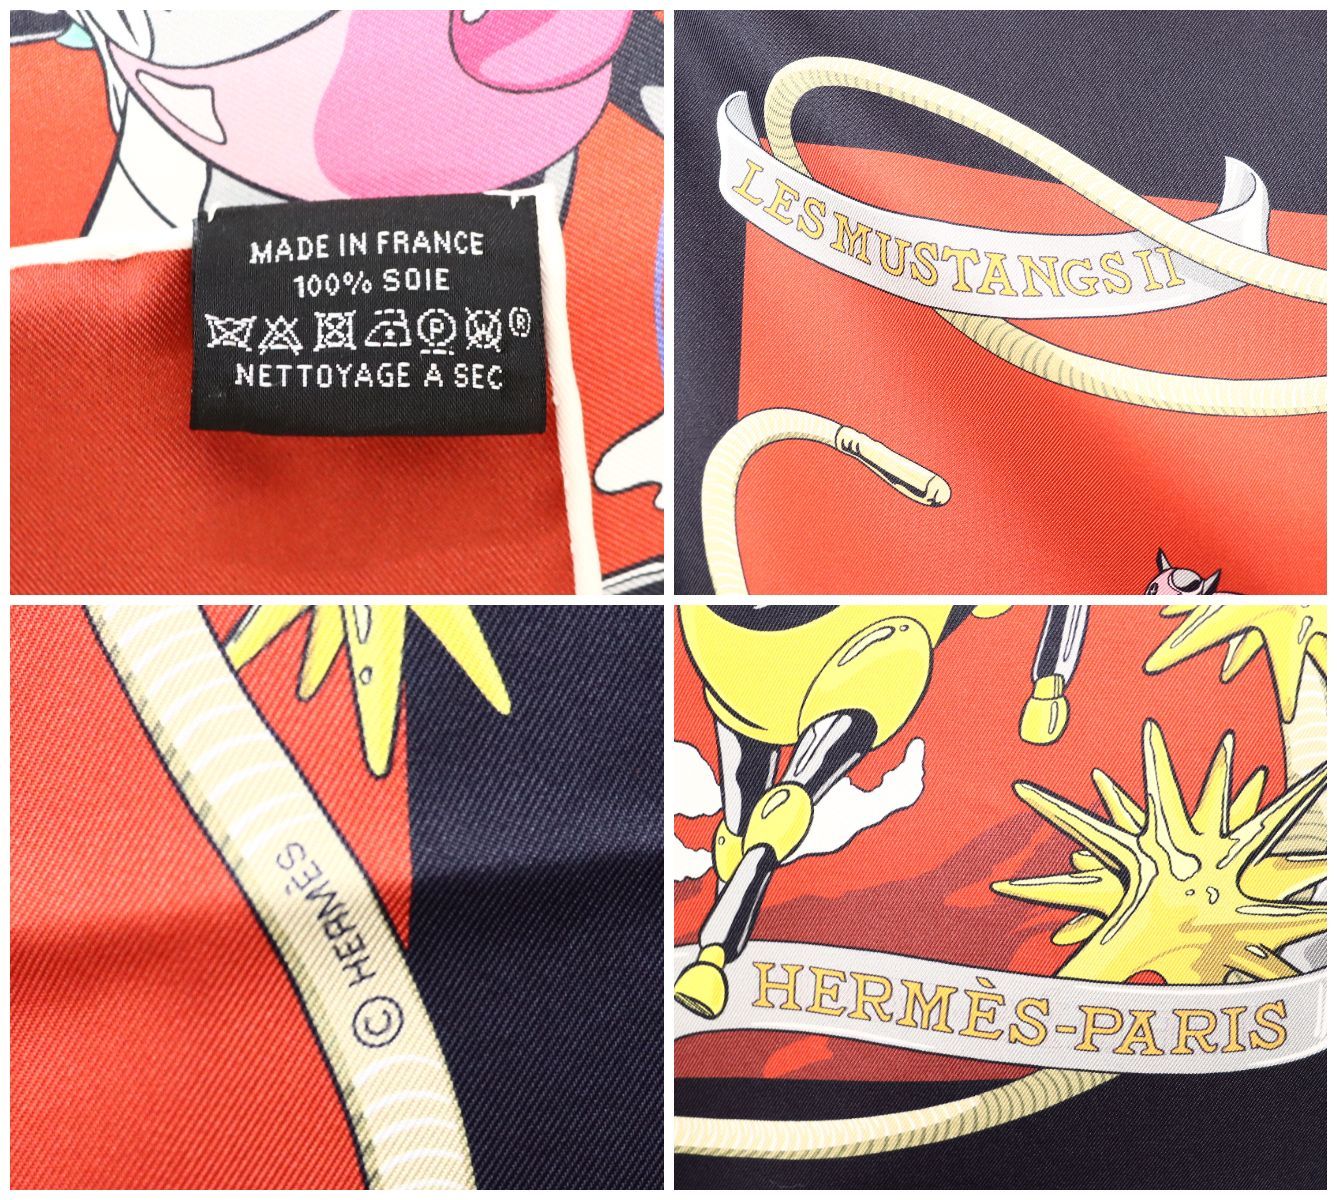 MADE IN FRANCE
100% SOIE
P W ®
NETTOYAGE A SEC
LES MUSTANGS II
© HERMÈS
HERMÈS-PARIS